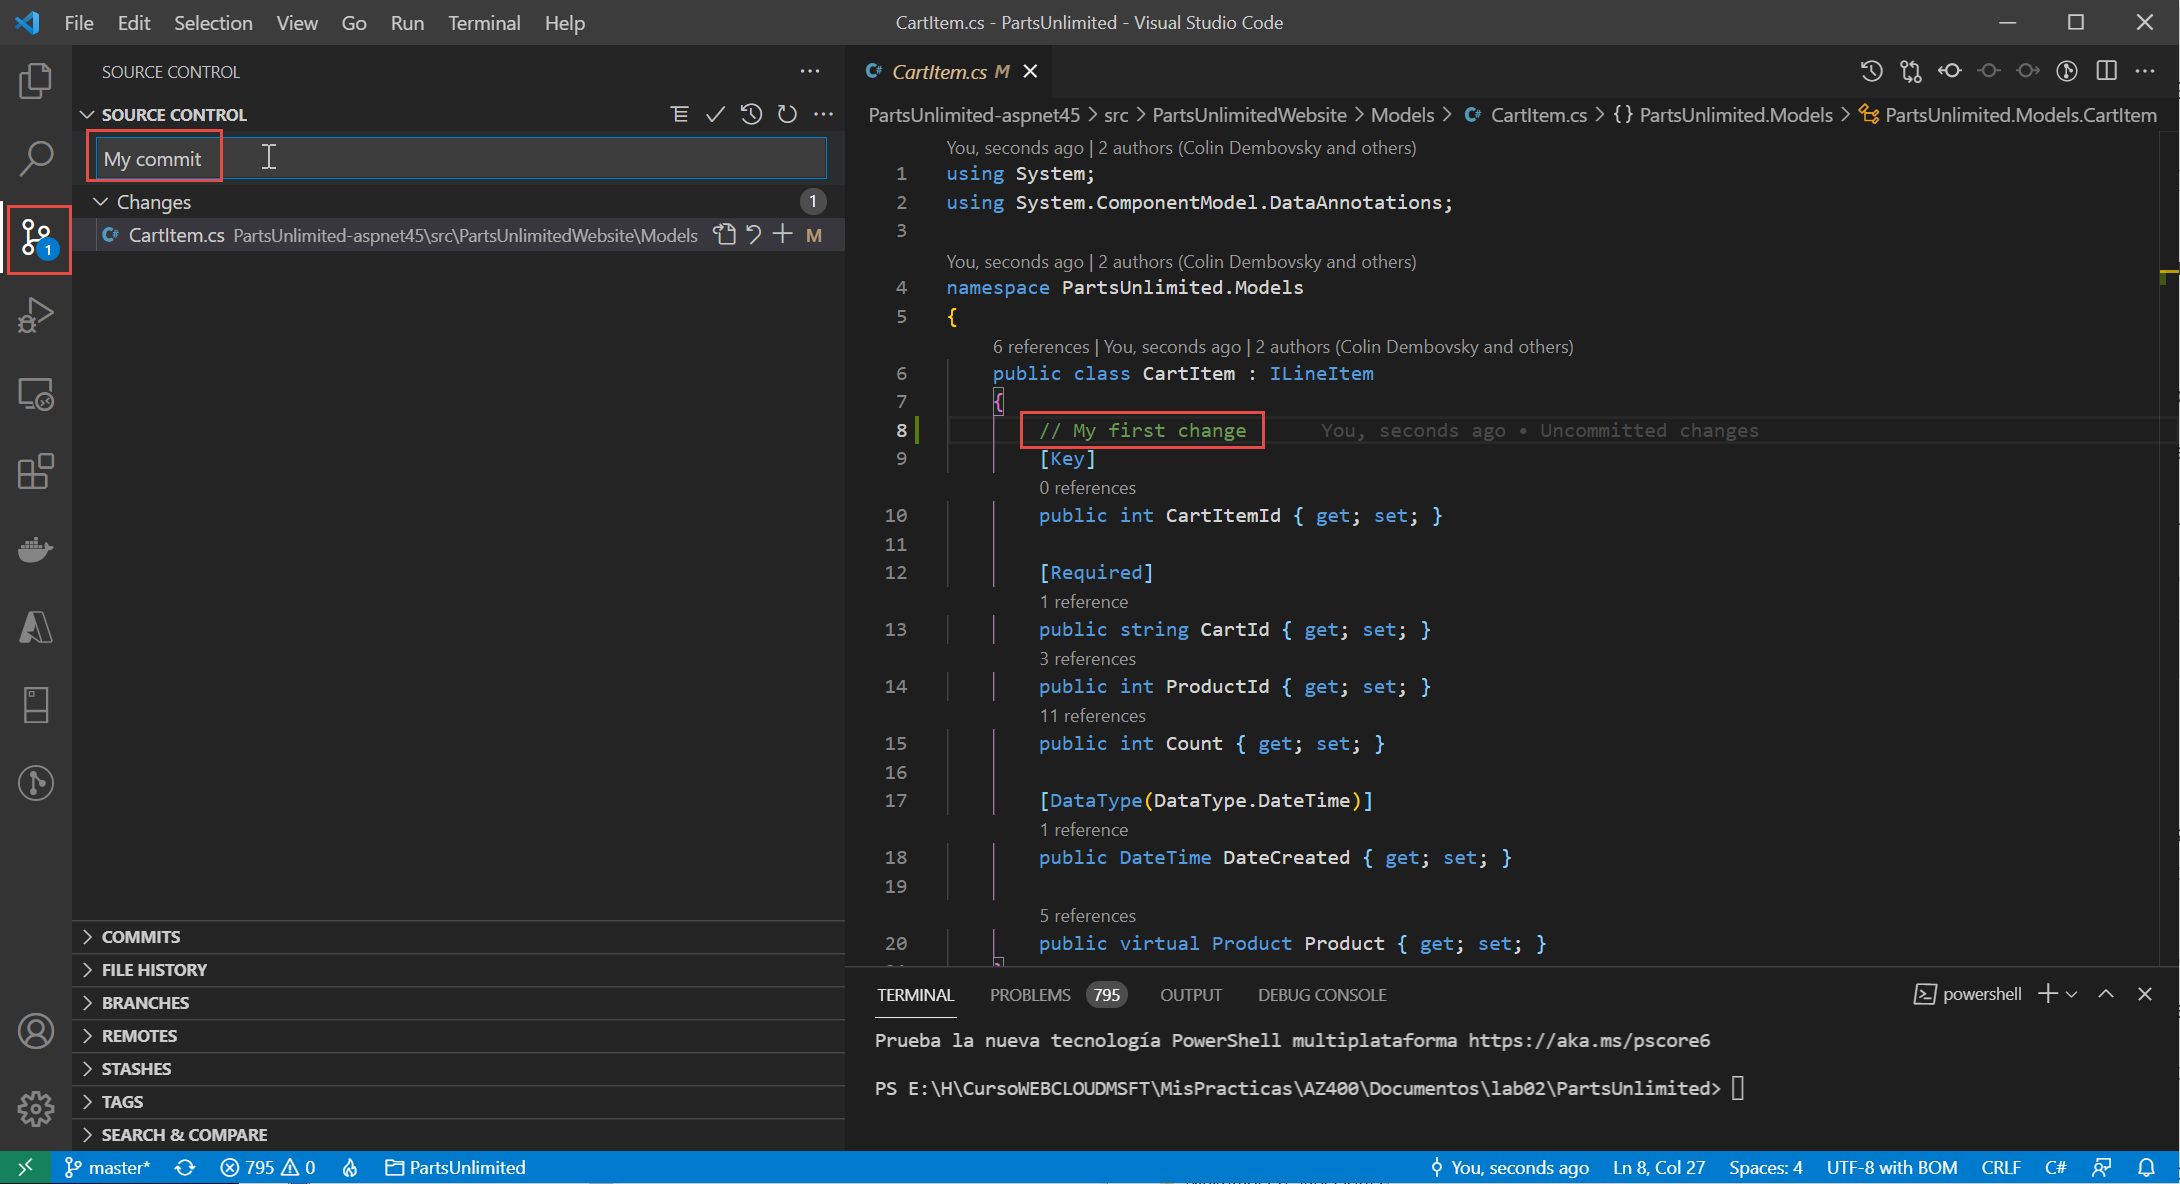 File Edit Selection View Go Run Terminal Help
CartItem.cs - PartsUnlimited - Visual Studio Code
SOURCE CONTROL
SOURCE CONTROL
My commit
Changes 1
C# CartItem.cs PartsUnlimited-aspnet45\src\PartsUnlimitedWebsite\Models M
1
COMMITS
FILE HISTORY
BRANCHES
REMOTES
STASHES
TAGS
SEARCH & COMPARE
C# CartItem.cs M
PartsUnlimited-aspnet45 > src > PartsUnlimitedWebsite > Models > C# CartItem.cs > {} PartsUnlimited.Models > PartsUnlimited.Models.CartItem
You, seconds ago | 2 authors (Colin Dembovsky and others)
1 using System;
2 using System.ComponentModel.DataAnnotations;
3
You, seconds ago | 2 authors (Colin Dembovsky and others)
4 namespace PartsUnlimited.Models
5 {
6 references | You, seconds ago | 2 authors (Colin Dembovsky and others)
6 public class CartItem : ILineItem
7 {
8 // My first change You, seconds ago • Uncommitted changes
9 [Key]
0 references
10 public int CartItemId { get; set; }
11
12 [Required]
1 reference
13 public string CartId { get; set; }
3 references
14 public int ProductId { get; set; }
11 references
15 public int Count { get; set; }
16
17 [DataType(DataType.DateTime)]
1 reference
18 public DateTime DateCreated { get; set; }
19
5 references
20 public virtual Product Product { get; set; }
TERMINAL PROBLEMS 795 OUTPUT DEBUG CONSOLE powershell
Prueba la nueva tecnología PowerShell multiplataforma https://aka.ms/pscore6
PS E:\H\CursoWEBCLOUDMSFT\MisPracticas\AZ400\Documentos\lab02\PartsUnlimited>
master* 795 0 PartsUnlimited You, seconds ago Ln 8, Col 27 Spaces: 4 UTF-8 with BOM CRLF C#